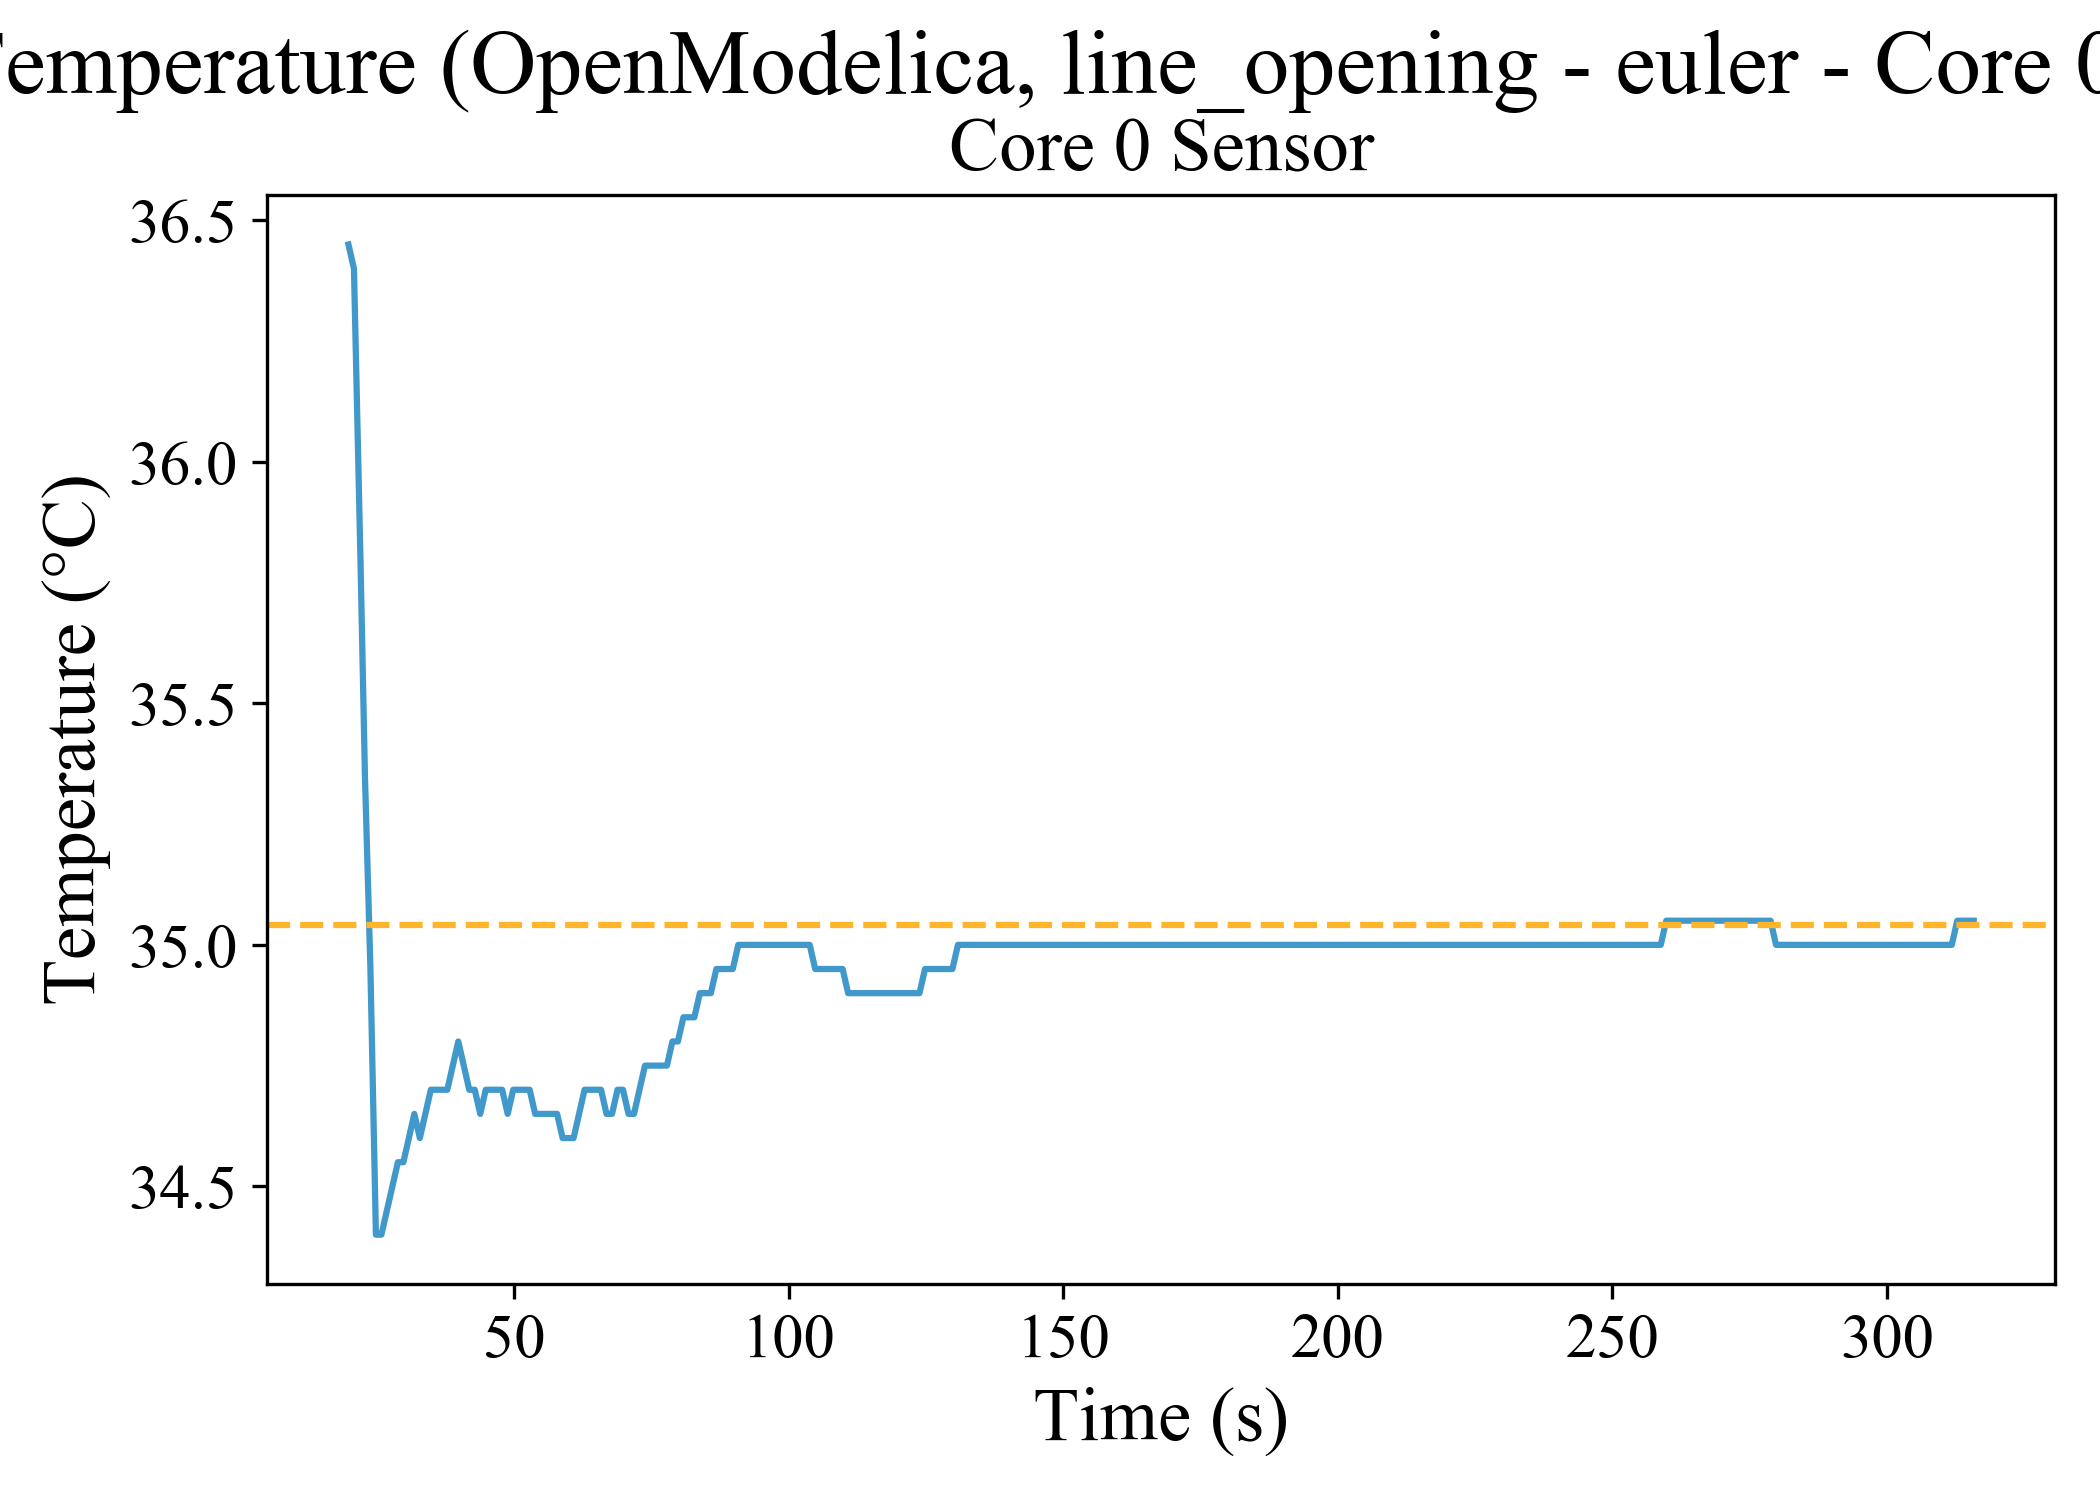 emperature (OpenModelica, line_opening - euler - Core 0
Core 0 Sensor
36.5
36.0
35.5
35.0
34.5
Temperature (°C)
50 100 150 200 250 300
Time (s)